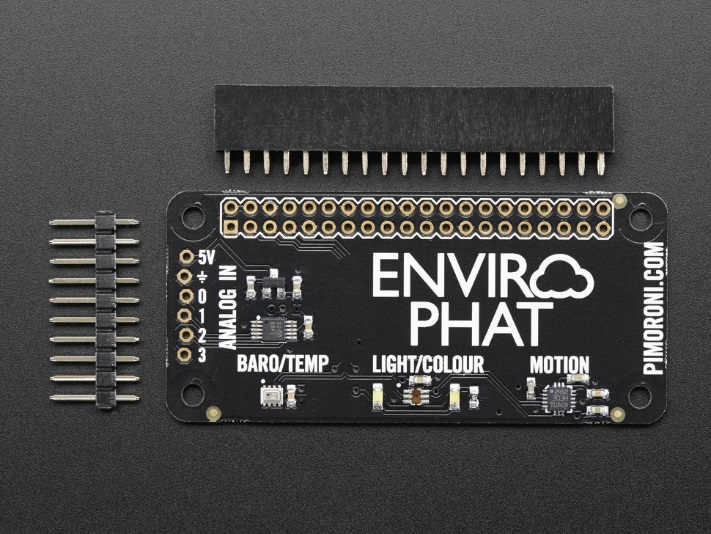 5V
÷
0
1
2
3
ANALOG IN
ENVIRO
PHAT
PIMORONI.COM
BARO/TEMP
LIGHT/COLOUR
MOTION